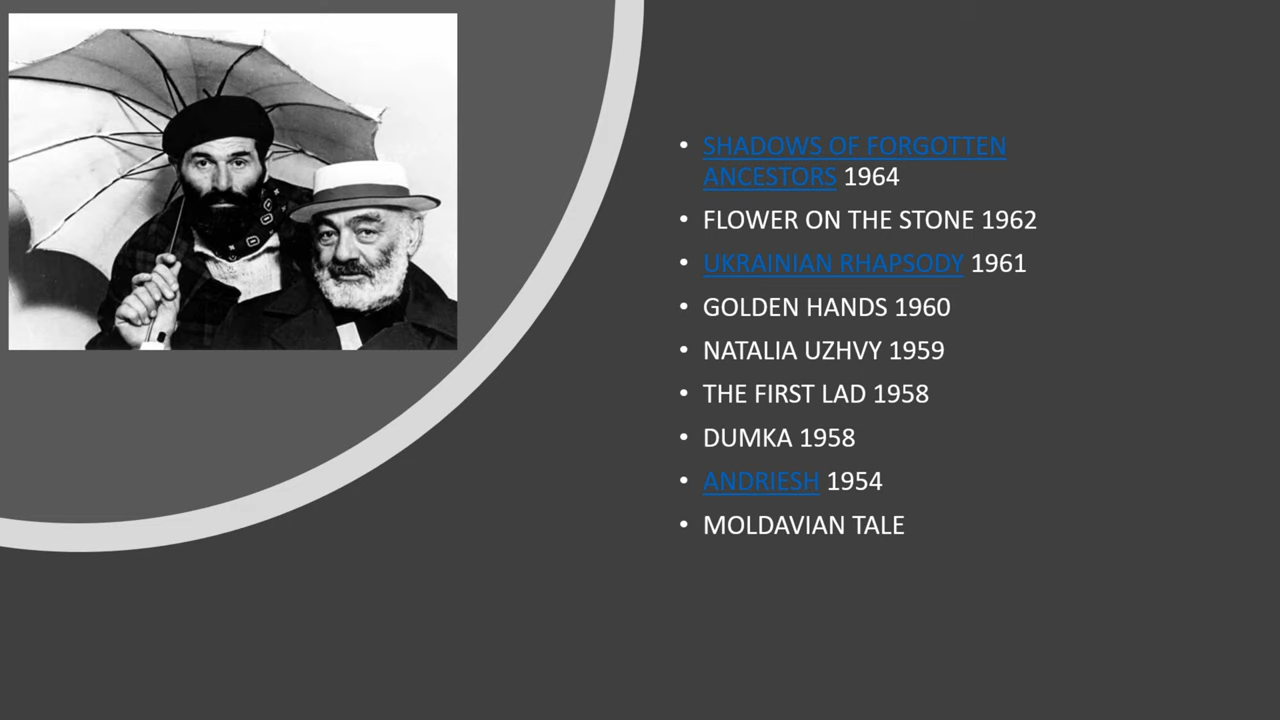 • SHADOWS OF FORGOTTEN
ANCESTORS 1964
• FLOWER ON THE STONE 1962
• UKRAINIAN RHAPSODY 1961
• GOLDEN HANDS 1960
• NATALIA UZHVY 1959
• THE FIRST LAD 1958
• DUMKA 1958
• ANDRIESH 1954
• MOLDAVIAN TALE